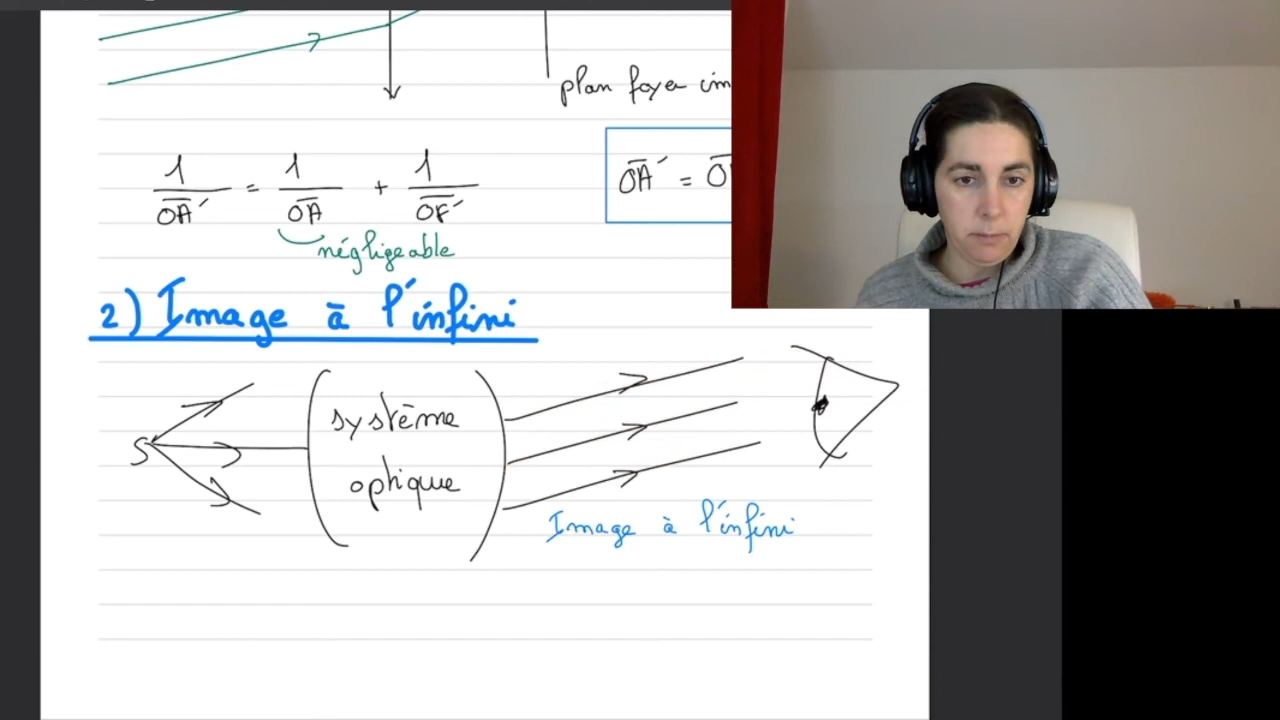 plan foyer im
1/OA' = 1/OA + 1/OF'
OA' = O
négligeable
2) Image à l'infini
S
système
optique
Image à l'infini